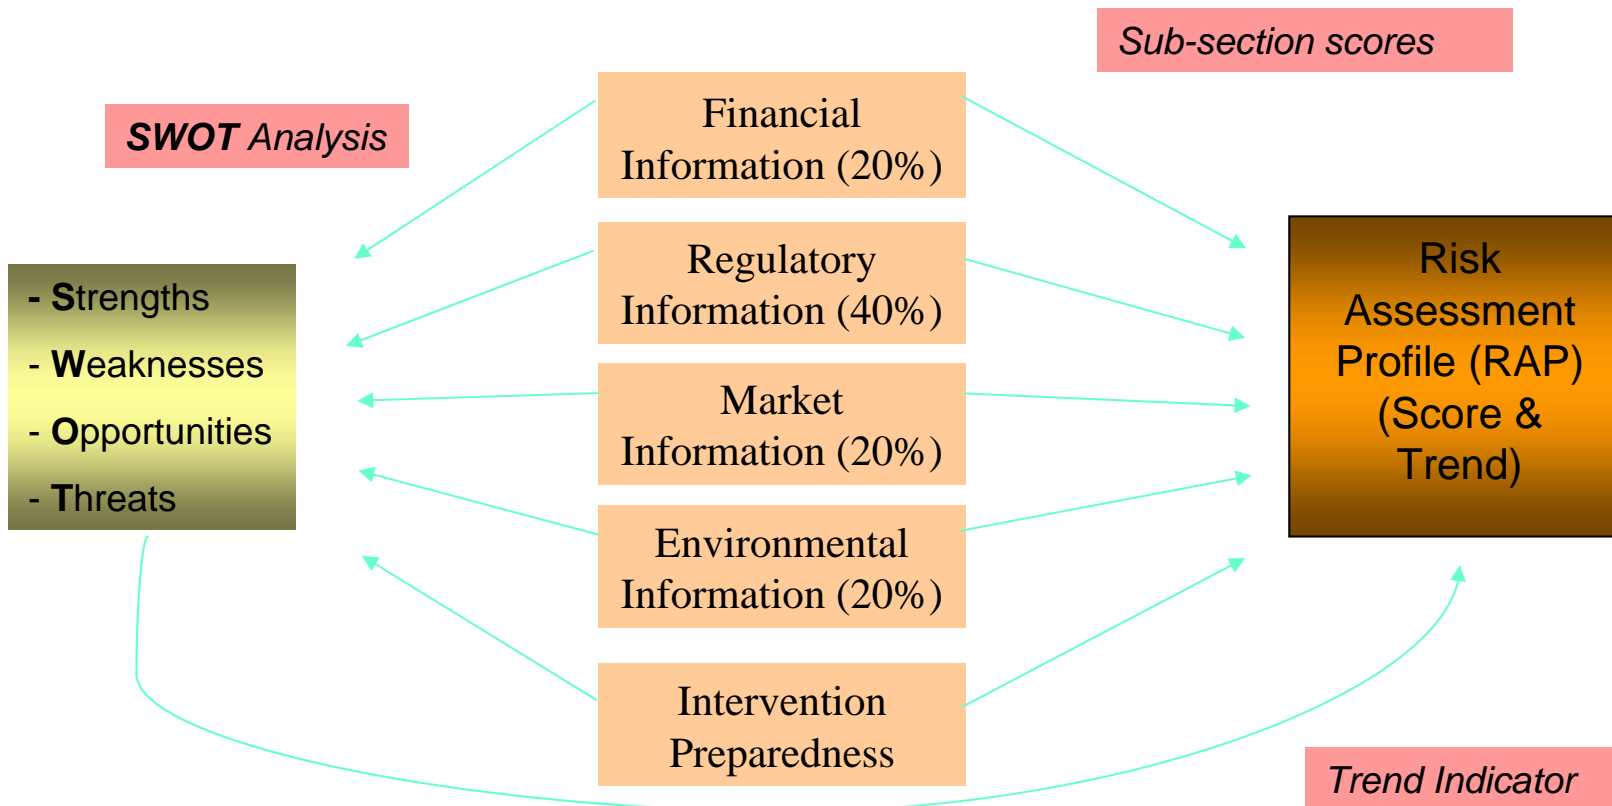 Sub-section scores
SWOT Analysis
Financial
Information (20%)
Regulatory
Information (40%)
Market
Information (20%)
Environmental
Information (20%)
Intervention
Preparedness
- Strengths
- Weaknesses
- Opportunities
- Threats
Risk
Assessment
Profile (RAP)
(Score &
Trend)
Trend Indicator